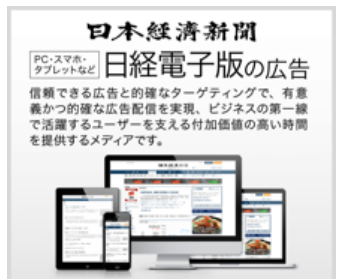 日本経済新聞
PC・スマホ・
タブレットなど
日経電子版の広告
信頼できる広告と的確なターゲティングで、有意
義かつ的確な広告配信を実現、ビジネスの第一線
で活躍するユーザーを支える付加価値の高い時間
を提供するメディアです。